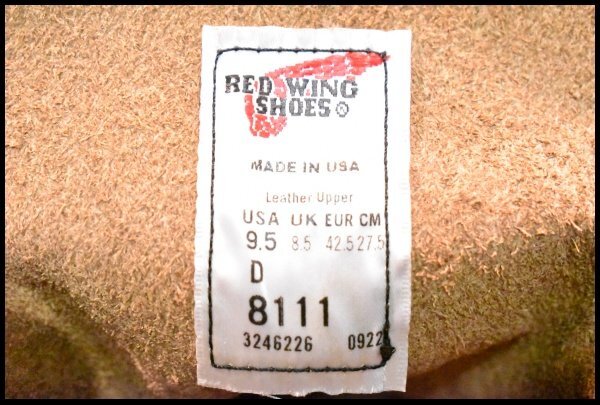 RED WING
SHOES®
MADE IN USA
Leather Upper
USA UK EUR CM
9.5 8.5 42.5 27.5
D
8111
3246226 0922